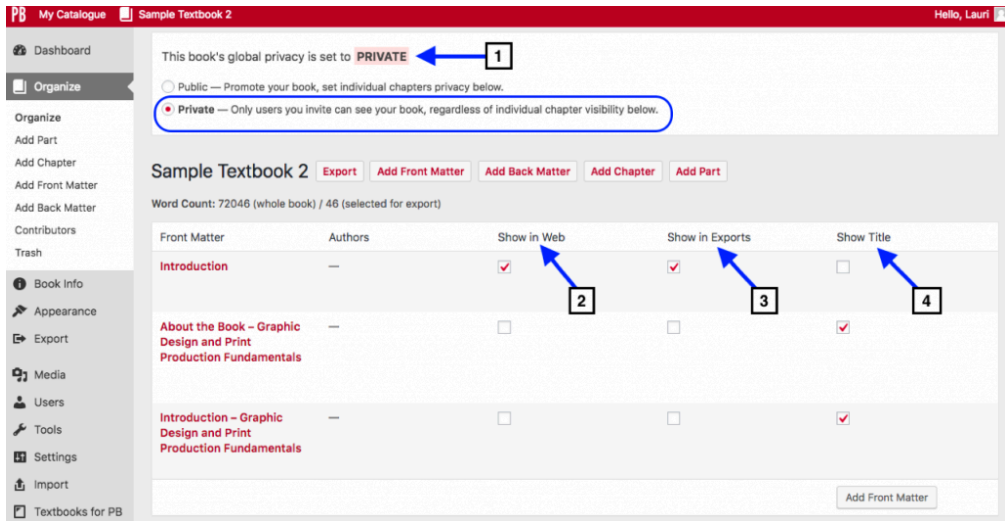 PB My Catalogue Sample Textbook 2 Hello, Lauri
Dashboard
Organize
Organize
Add Part
Add Chapter
Add Front Matter
Add Back Matter
Contributors
Trash
Book Info
Appearance
Export
Media
Users
Tools
Settings
Import
Textbooks for PB
This book's global privacy is set to PRIVATE
1
Public — Promote your book, set individual chapters privacy below.
Private — Only users you invite can see your book, regardless of individual chapter visibility below.
Sample Textbook 2 Export Add Front Matter Add Back Matter Add Chapter Add Part
Word Count: 72046 (whole book) / 46 (selected for export)
Front Matter Authors Show in Web Show in Exports Show Title
Introduction —
2 3 4
About the Book – Graphic —
Design and Print
Production Fundamentals
Introduction – Graphic —
Design and Print
Production Fundamentals
Add Front Matter